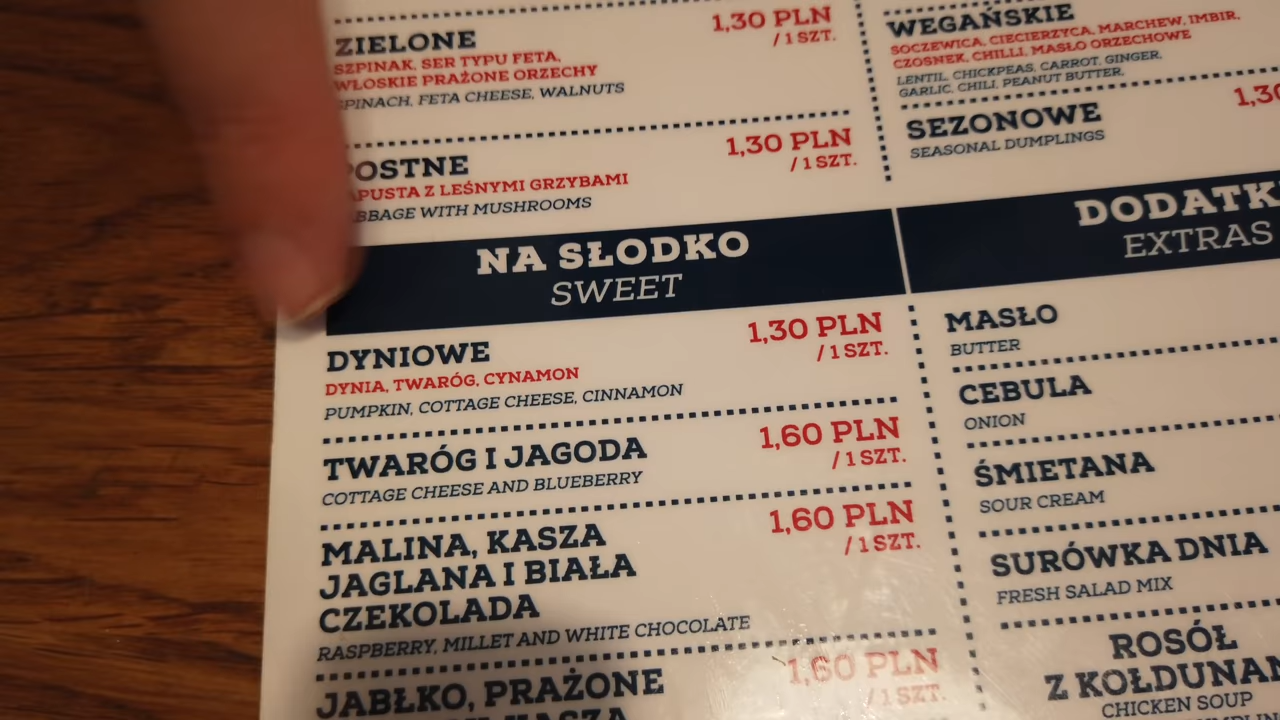 ZIELONE
1,30 PLN
/ 1 SZT.
SZPINAK, SER TYPU FETA,
WŁOSKIE PRAŻONE ORZECHY
SPINACH, FETA CHEESE, WALNUTS
POSTNE
1,30 PLN
/ 1 SZT.
KAPUSTA Z LEŚNYMI GRZYBAMI
CABBAGE WITH MUSHROOMS
NA SŁODKO
SWEET
DYNIOWE
1,30 PLN
/ 1 SZT.
DYNIA, TWARÓG, CYNAMON
PUMPKIN, COTTAGE CHEESE, CINNAMON
TWARÓG I JAGODA
1,60 PLN
/ 1 SZT.
COTTAGE CHEESE AND BLUEBERRY
MALINA, KASZA
JAGLANA I BIAŁA
CZEKOLADA
1,60 PLN
/ 1 SZT.
RASPBERRY, MILLET AND WHITE CHOCOLATE
JABŁKO, PRAŻONE
1,60 PLN
/ 1 SZT.
KASZA
WEGAŃSKIE
SOCZEWICA, CIECIERZYCA, MARCHEW, IMBIR,
CZOSNEK, CHILLI, MASŁO ORZECHOWE
LENTIL, CHICKPEAS, CARROT, GINGER,
GARLIC, CHILI, PEANUT BUTTER,
SEZONOWE
1,30
SEASONAL DUMPLINGS
DODATK
EXTRAS
MASŁO
BUTTER
CEBULA
ONION
ŚMIETANA
SOUR CREAM
SURÓWKA DNIA
FRESH SALAD MIX
ROSÓŁ
Z KOŁDUNAM
CHICKEN SOUP